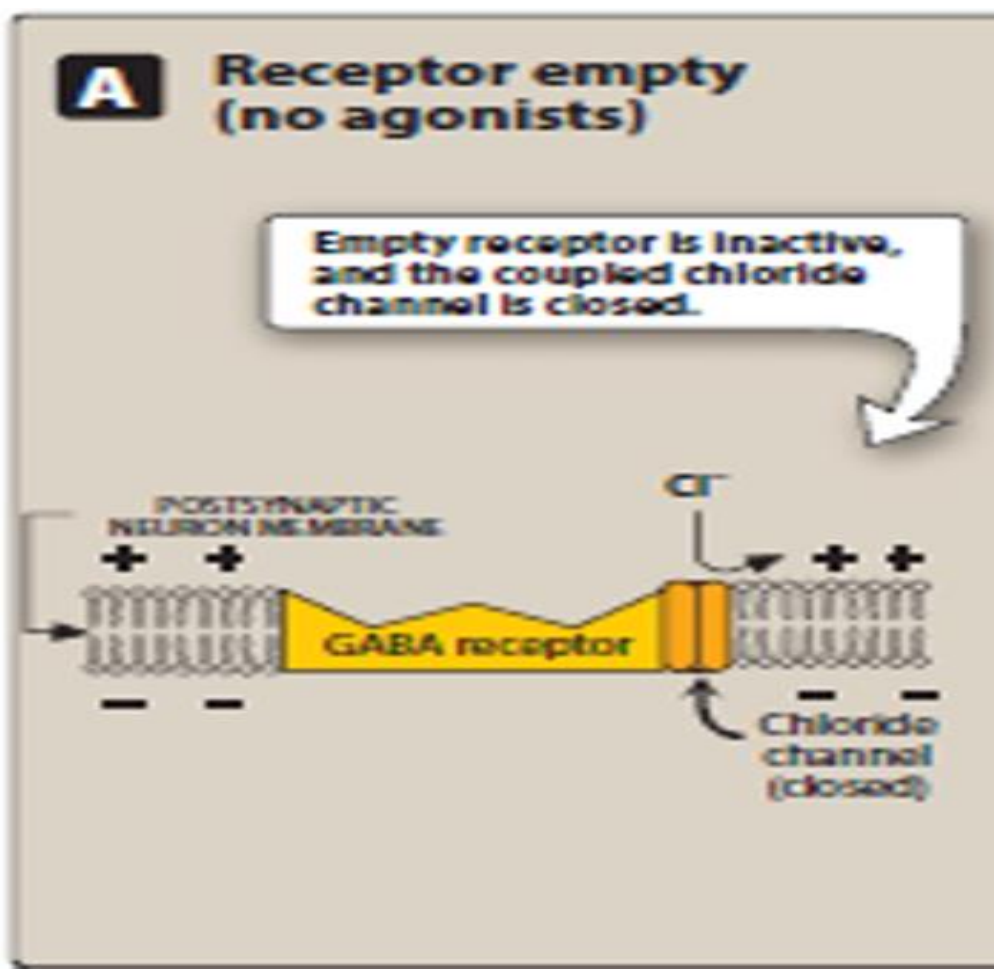 A
Receptor empty
(no agonists)
Empty receptor is inactive,
and the coupled chloride
channel is closed.
POSTSYNAPTIC
NEURON MEMBRANE
Cl⁻
+ + + +
GABA receptor
− − − −
Chloride
channel
(closed)